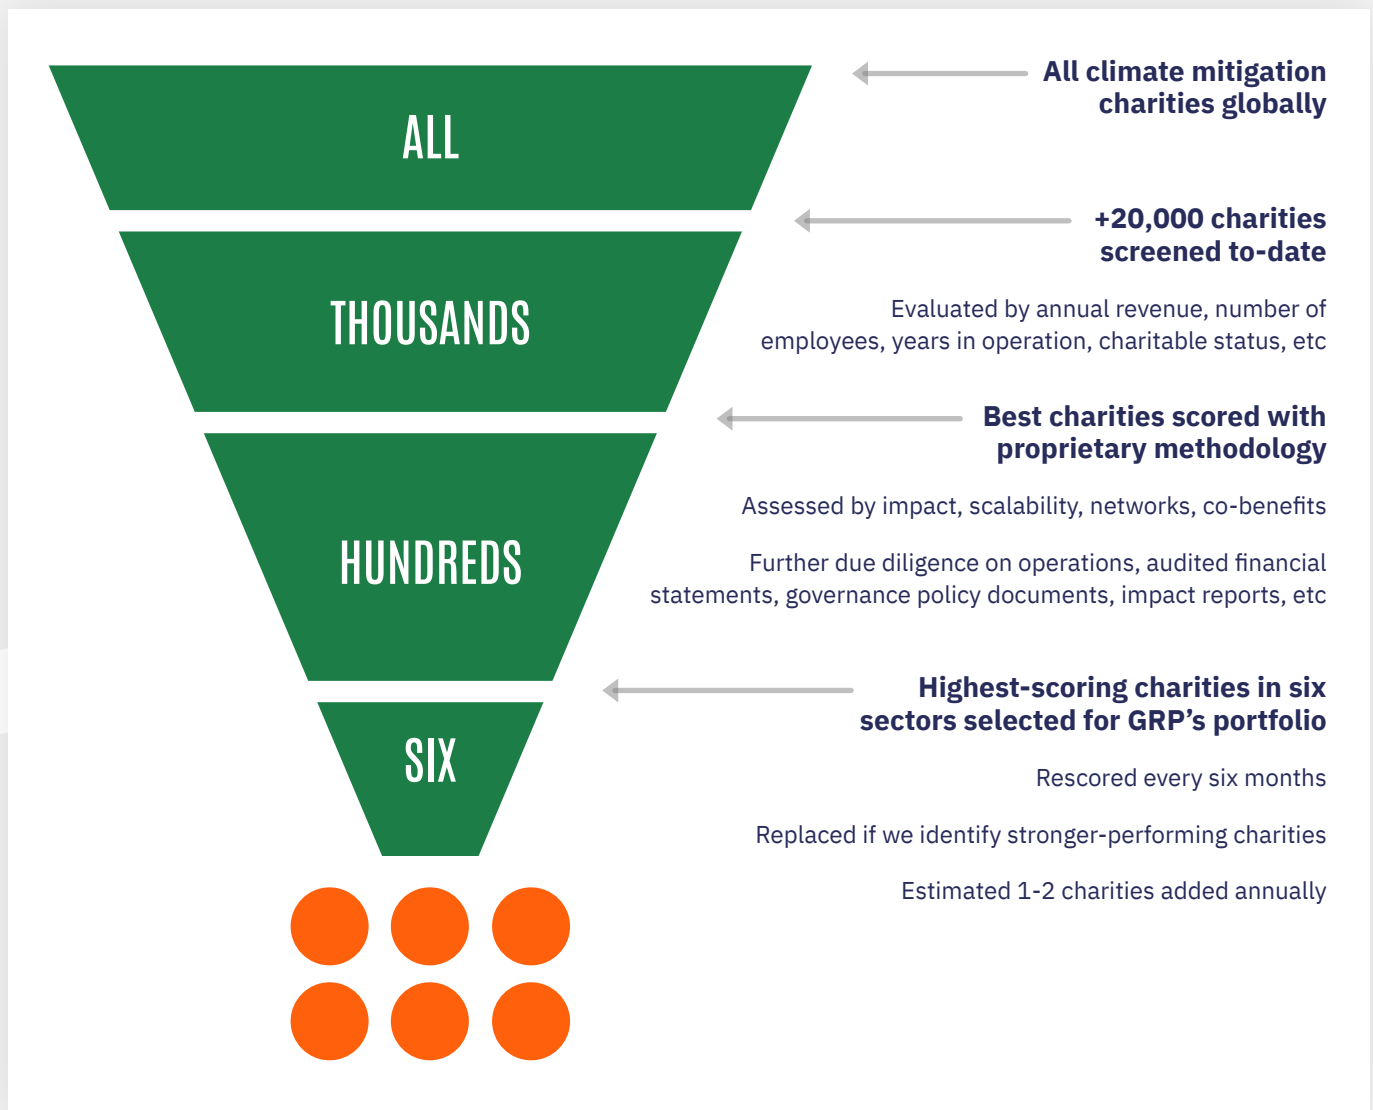 ALL
All climate mitigation
charities globally
THOUSANDS
+20,000 charities
screened to-date
Evaluated by annual revenue, number of
employees, years in operation, charitable status, etc
HUNDREDS
Best charities scored with
proprietary methodology
Assessed by impact, scalability, networks, co-benefits
Further due diligence on operations, audited financial
statements, governance policy documents, impact reports, etc
SIX
Highest-scoring charities in six
sectors selected for GRP’s portfolio
Rescored every six months
Replaced if we identify stronger-performing charities
Estimated 1-2 charities added annually